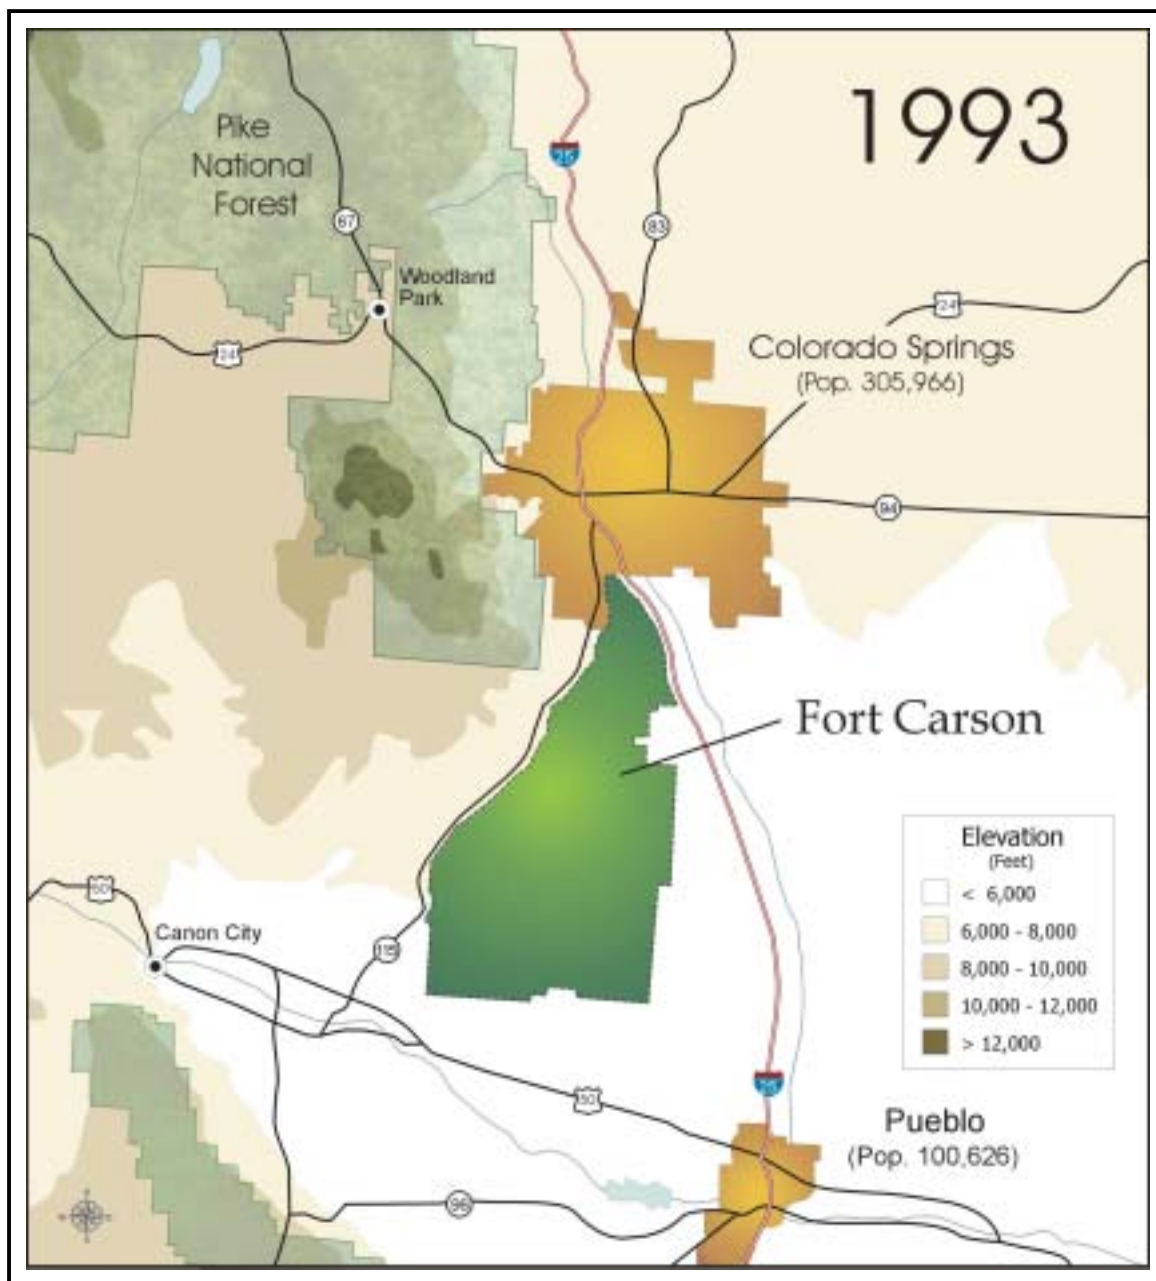 1993
Pike
National
Forest
25
67
83
Woodland
Park
24
24
Colorado Springs
(Pop. 305,966)
94
Fort Carson
Elevation
(Feet)
< 6,000
6,000 - 8,000
8,000 - 10,000
10,000 - 12,000
> 12,000
50
Canon City
115
25
50
Pueblo
(Pop. 100,626)
96